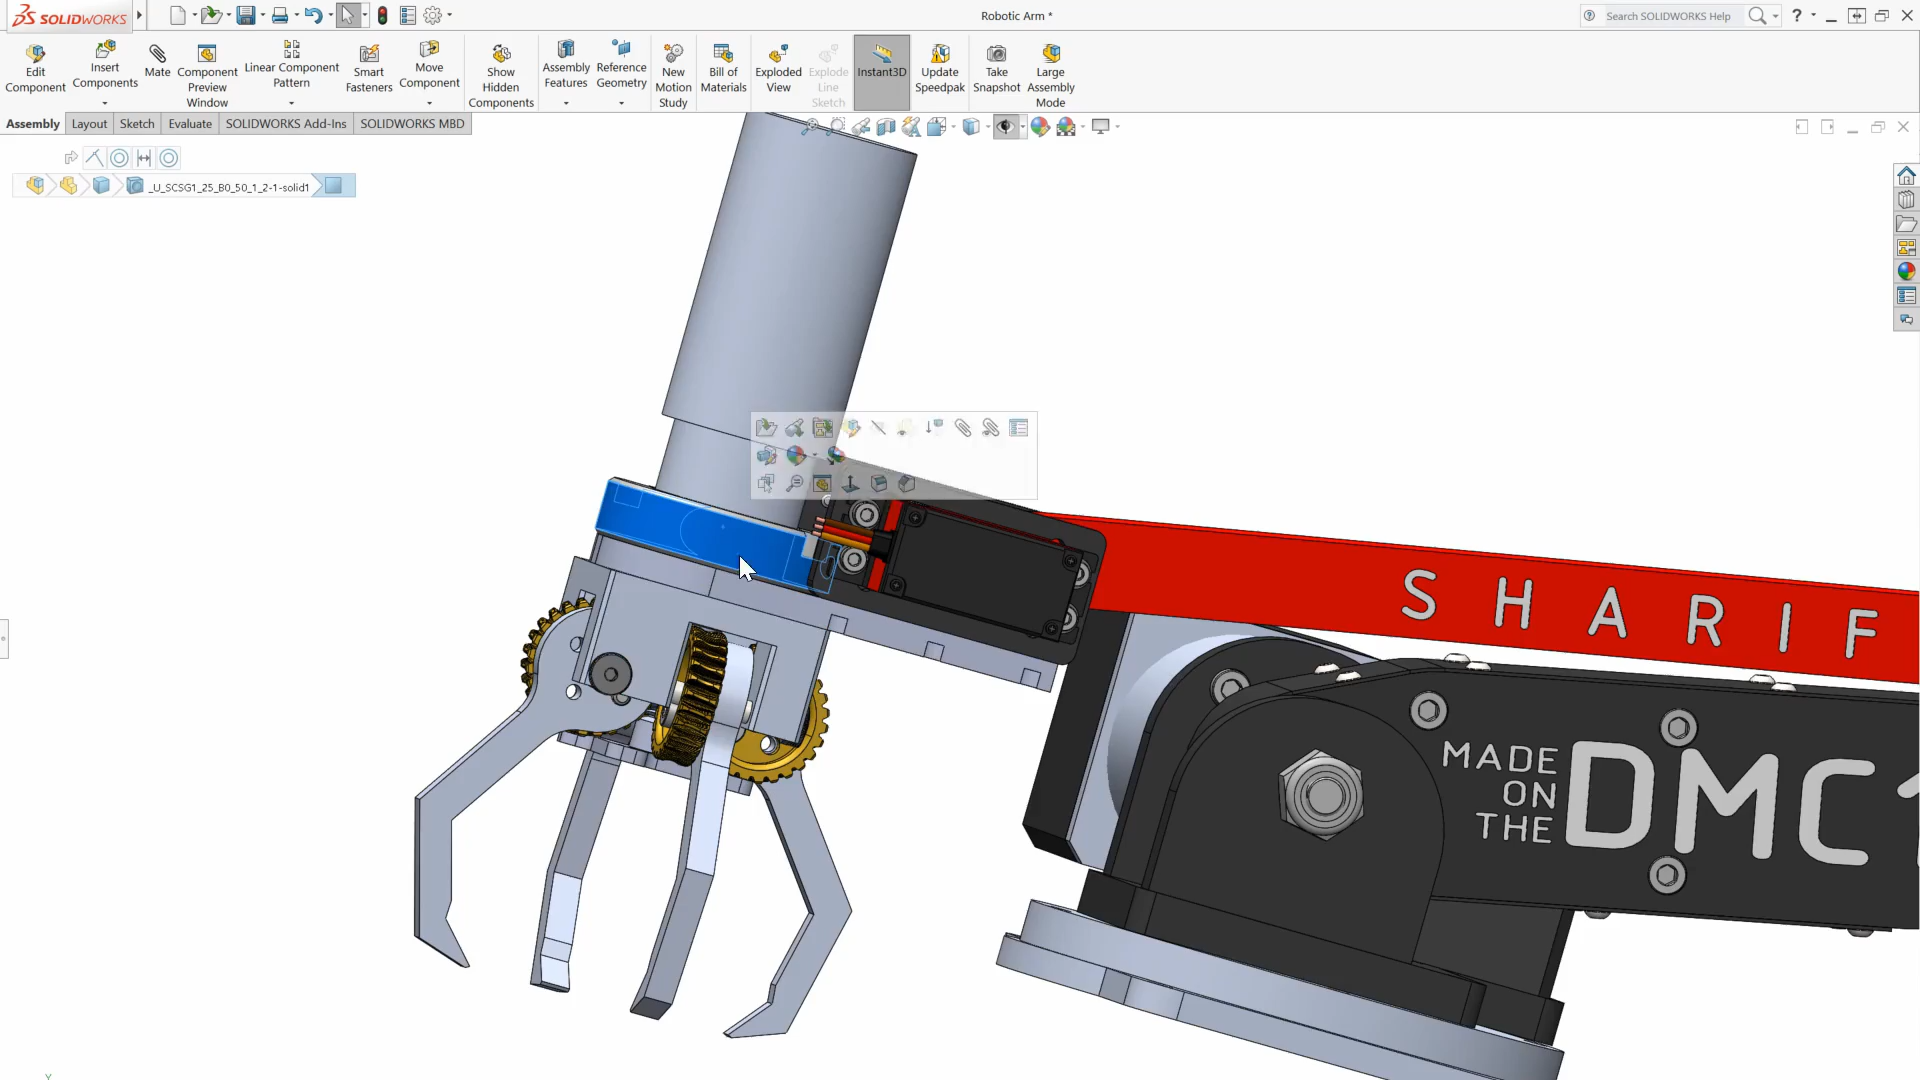 SOLIDWORKS
Robotic Arm *
Search SOLIDWORKS Help
?
Edit
Component
Insert
Components
Mate
Component
Preview
Window
Linear Component
Pattern
Smart
Fasteners
Move
Component
Show
Hidden
Components
Assembly
Features
Reference
Geometry
New
Motion
Study
Bill of
Materials
Exploded
View
Explode
Line
Sketch
Instant3D
Update
Speedpak
Take
Snapshot
Large
Assembly
Mode
Assembly
Layout
Sketch
Evaluate
SOLIDWORKS Add-Ins
SOLIDWORKS MBD
_U_SCSG1_25_B0_50_1_2-1-solid1
SHARIF
MADE
ON
THE
DMC1
Y